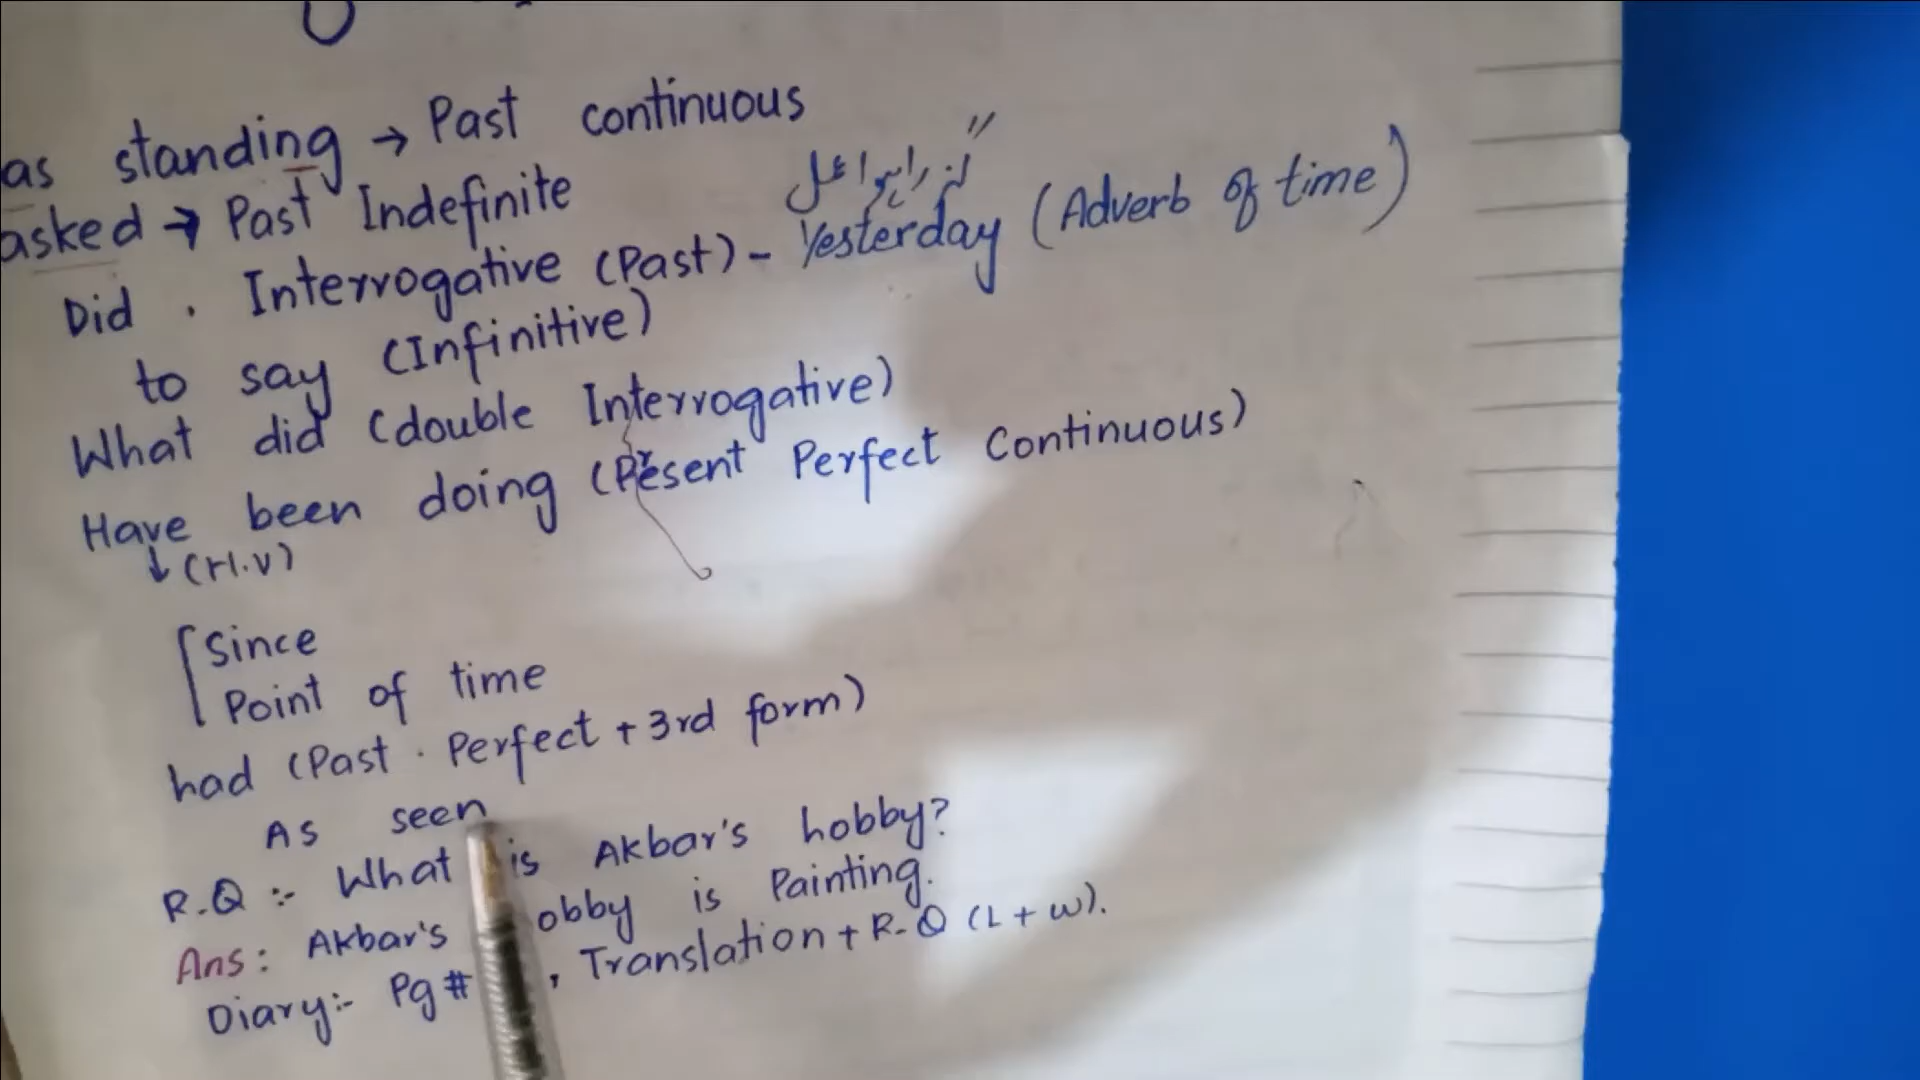 as standing → Past continuous
asked → Past Indefinite
Did . Interrogative (Past) - Yesterday (Adverb of time)
to say (Infinitive)
What did (double Interrogative)
Have been doing (Present Perfect Continuous)
↓ (H.V)
Since
Point of time
had (Past . Perfect + 3rd form)
As seen
R.Q :- What is Akbar's hobby?
Ans: Akbar's obby is Painting.
Diary:- Pg # , Translation + R-Q (L + w).